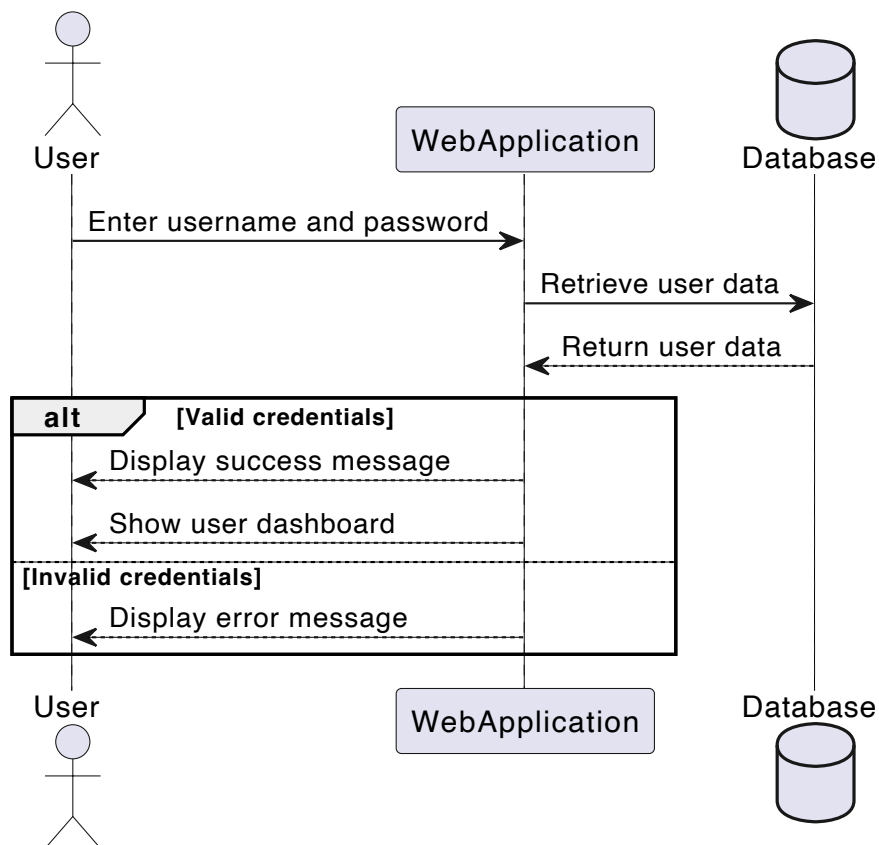 User
WebApplication
Database
Enter username and password
Retrieve user data
Return user data
alt [Valid credentials]
Display success message
Show user dashboard
[Invalid credentials]
Display error message
User
WebApplication
Database